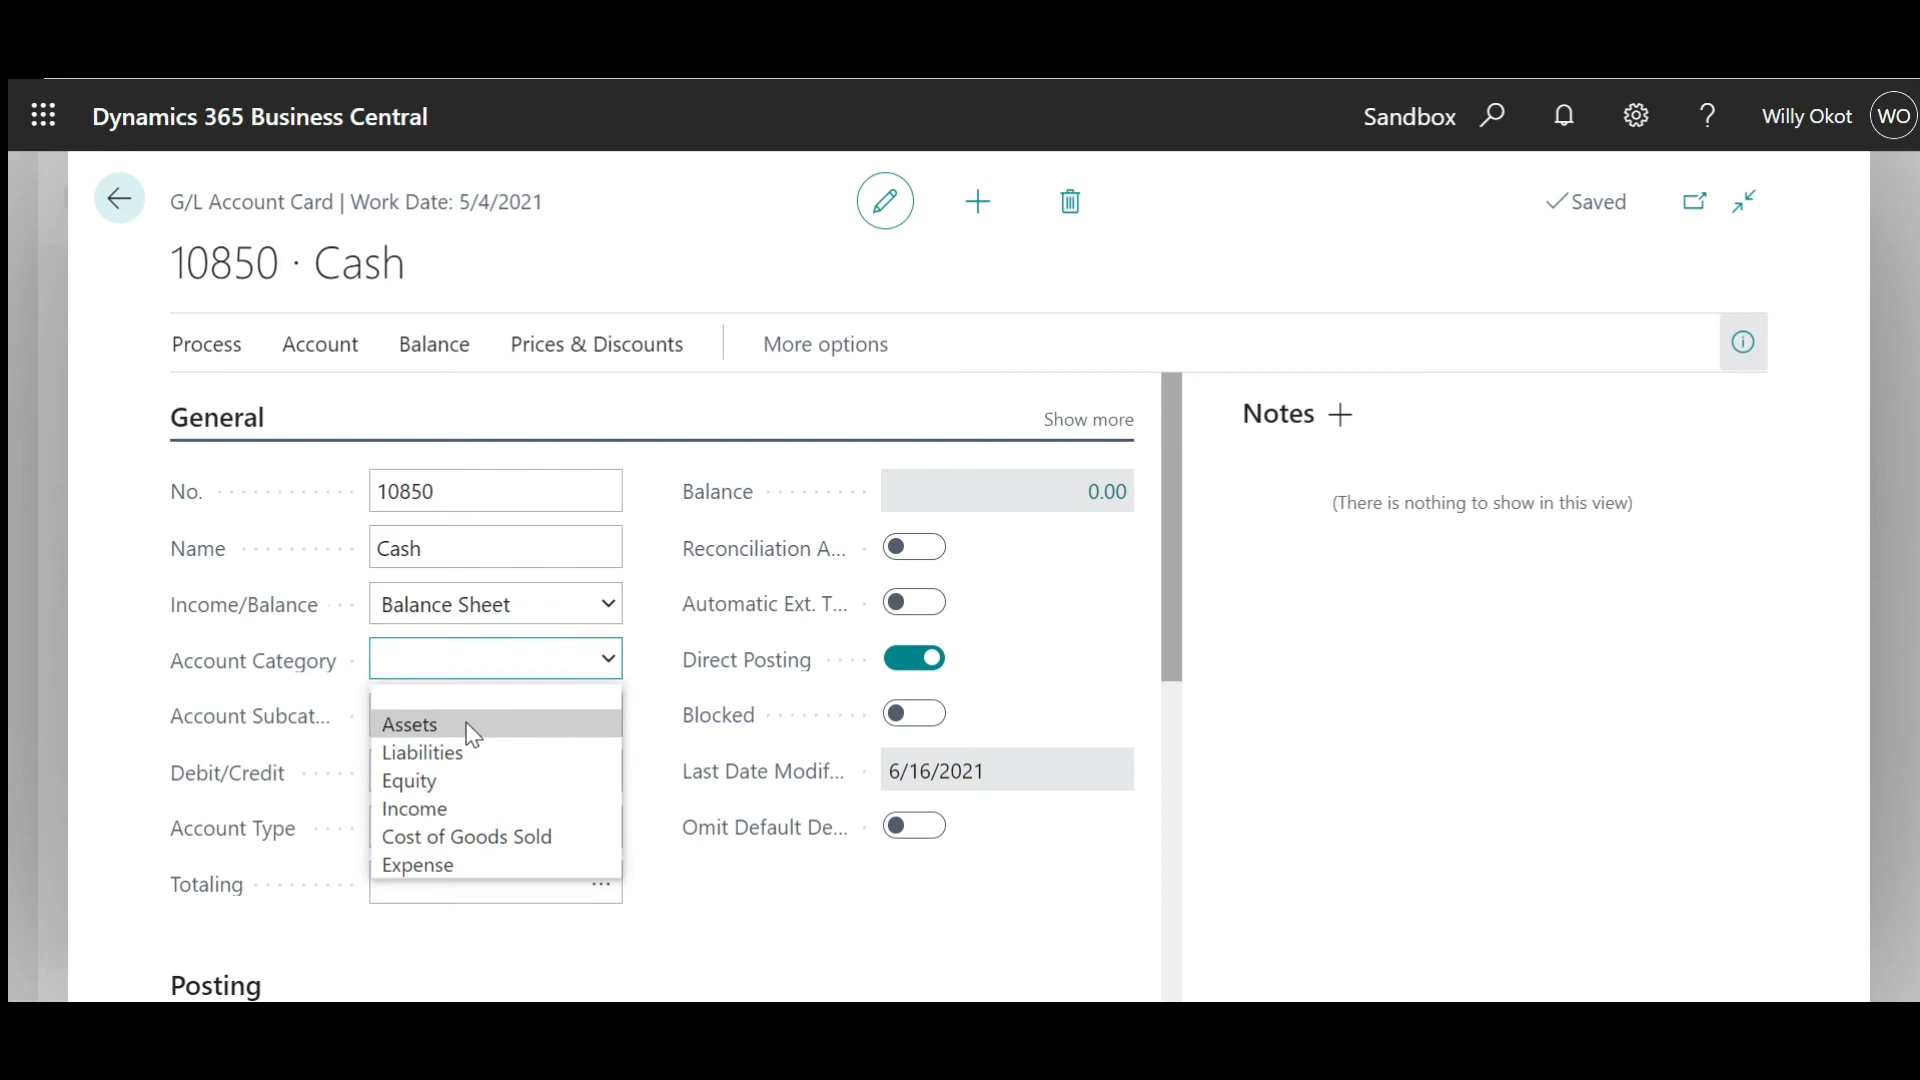 Dynamics 365 Business Central
Sandbox
Willy Okot
WO
G/L Account Card | Work Date: 5/4/2021
Saved
10850 · Cash
Process
Account
Balance
Prices & Discounts
More options
General
Show more
No.
10850
Name
Cash
Income/Balance
Balance Sheet
Account Category
Account Subcat...
Assets
Liabilities
Equity
Income
Cost of Goods Sold
Expense
Debit/Credit
Account Type
Totaling
...
Balance
0.00
Reconciliation A...
Automatic Ext. T...
Direct Posting
Blocked
Last Date Modif...
6/16/2021
Omit Default De...
Notes
(There is nothing to show in this view)
Posting